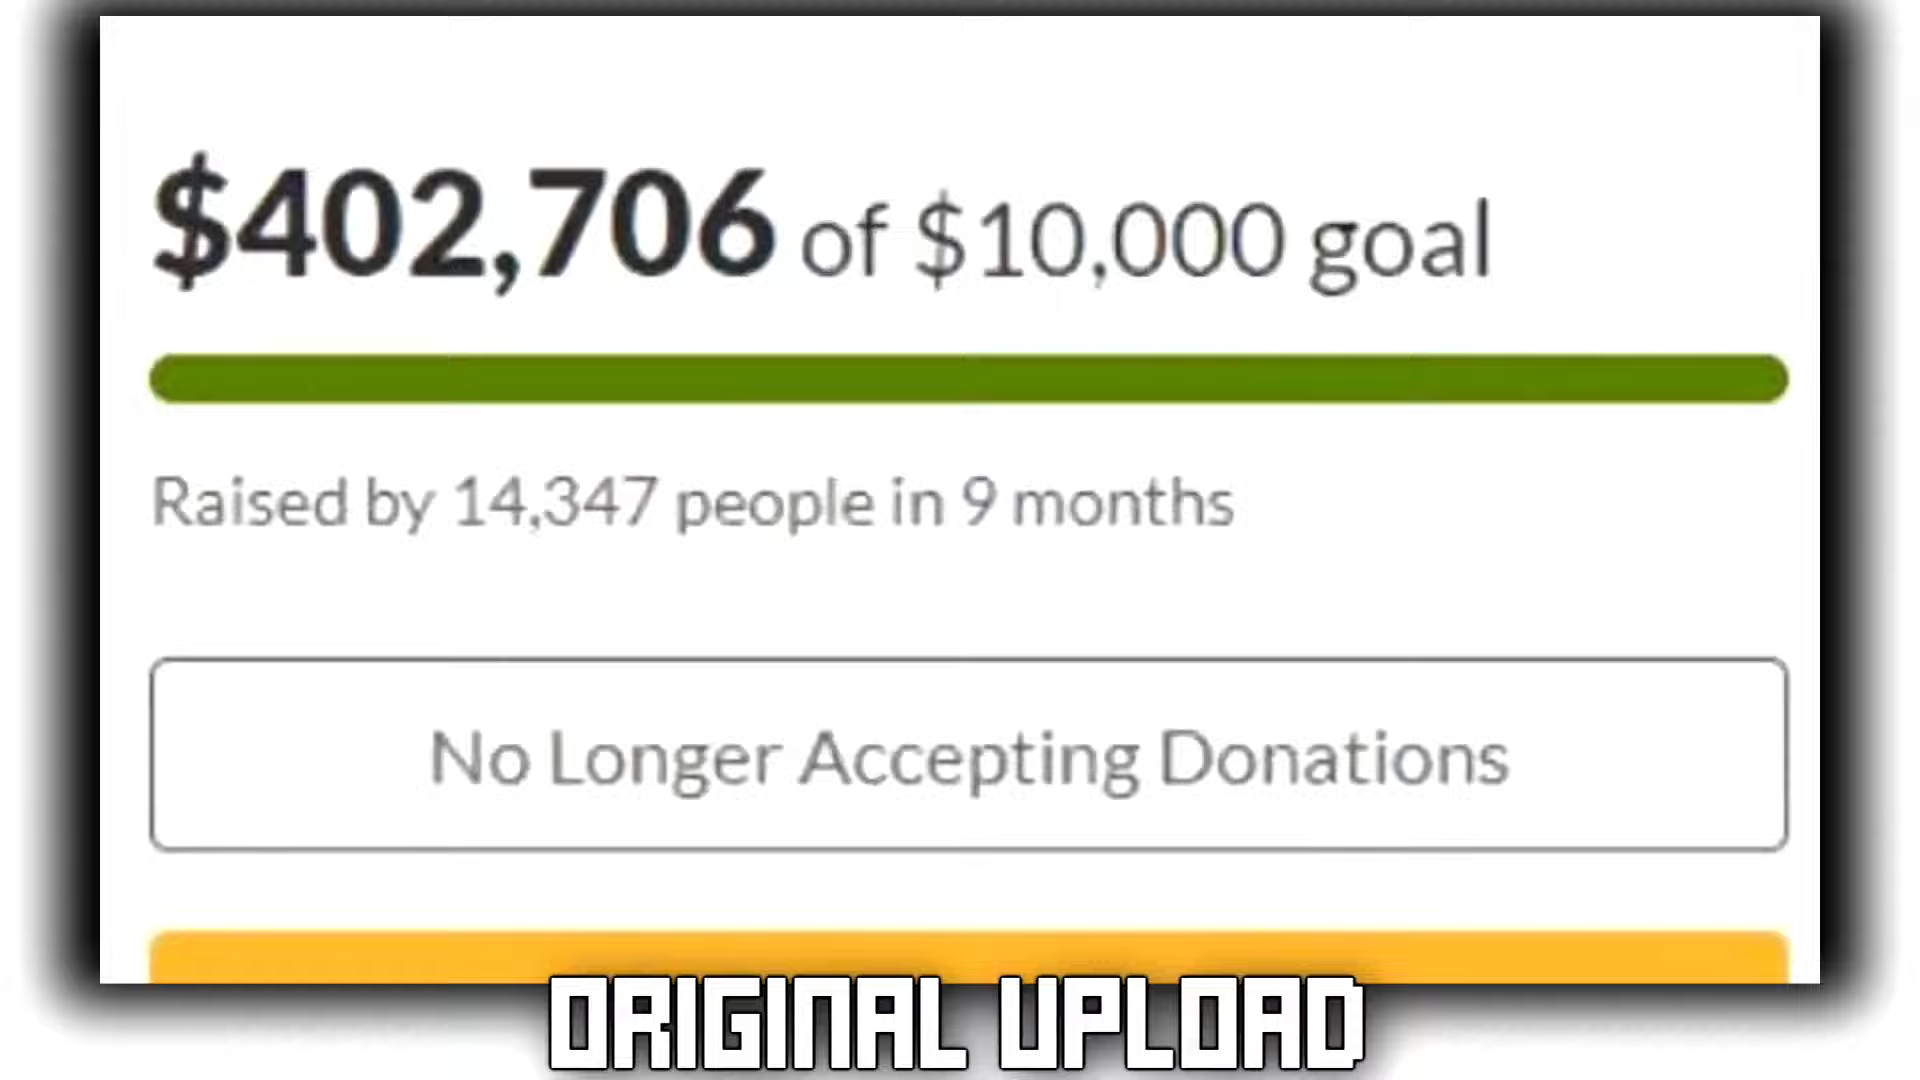 $402,706 of $10,000 goal
Raised by 14,347 people in 9 months
No Longer Accepting Donations
ORIGINAL UPLOAD